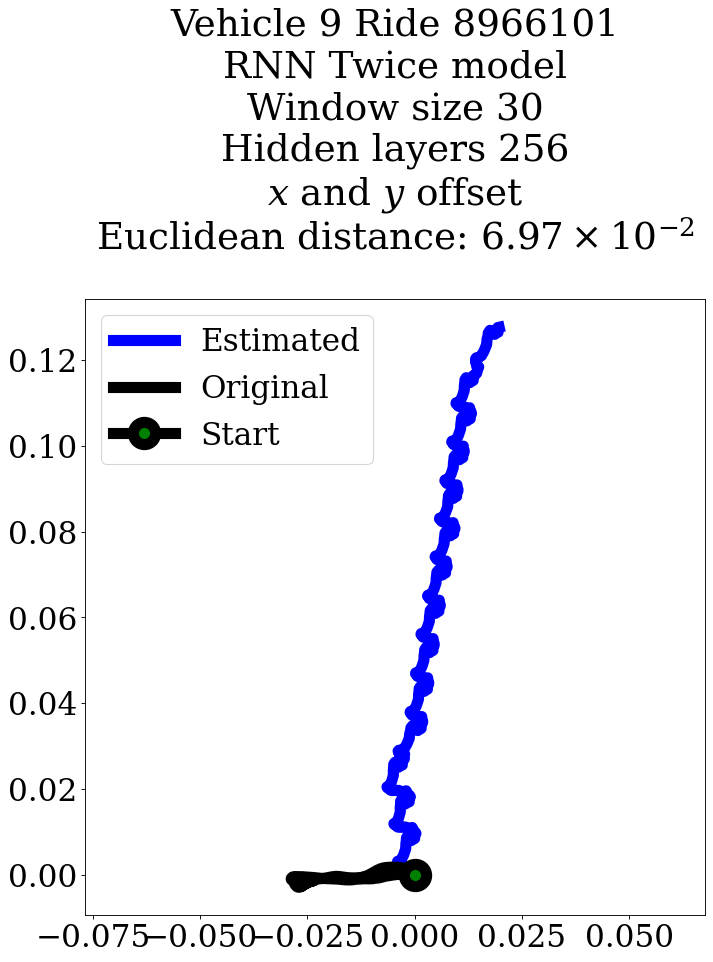 Vehicle 9 Ride 8966101
RNN Twice model
Window size 30
Hidden layers 256
x and y offset
Euclidean distance: 6.97 × 10⁻²
Estimated
Original
Start
0.12
0.10
0.08
0.06
0.04
0.02
0.00
−0.075 −0.050 −0.025 0.000 0.025 0.050